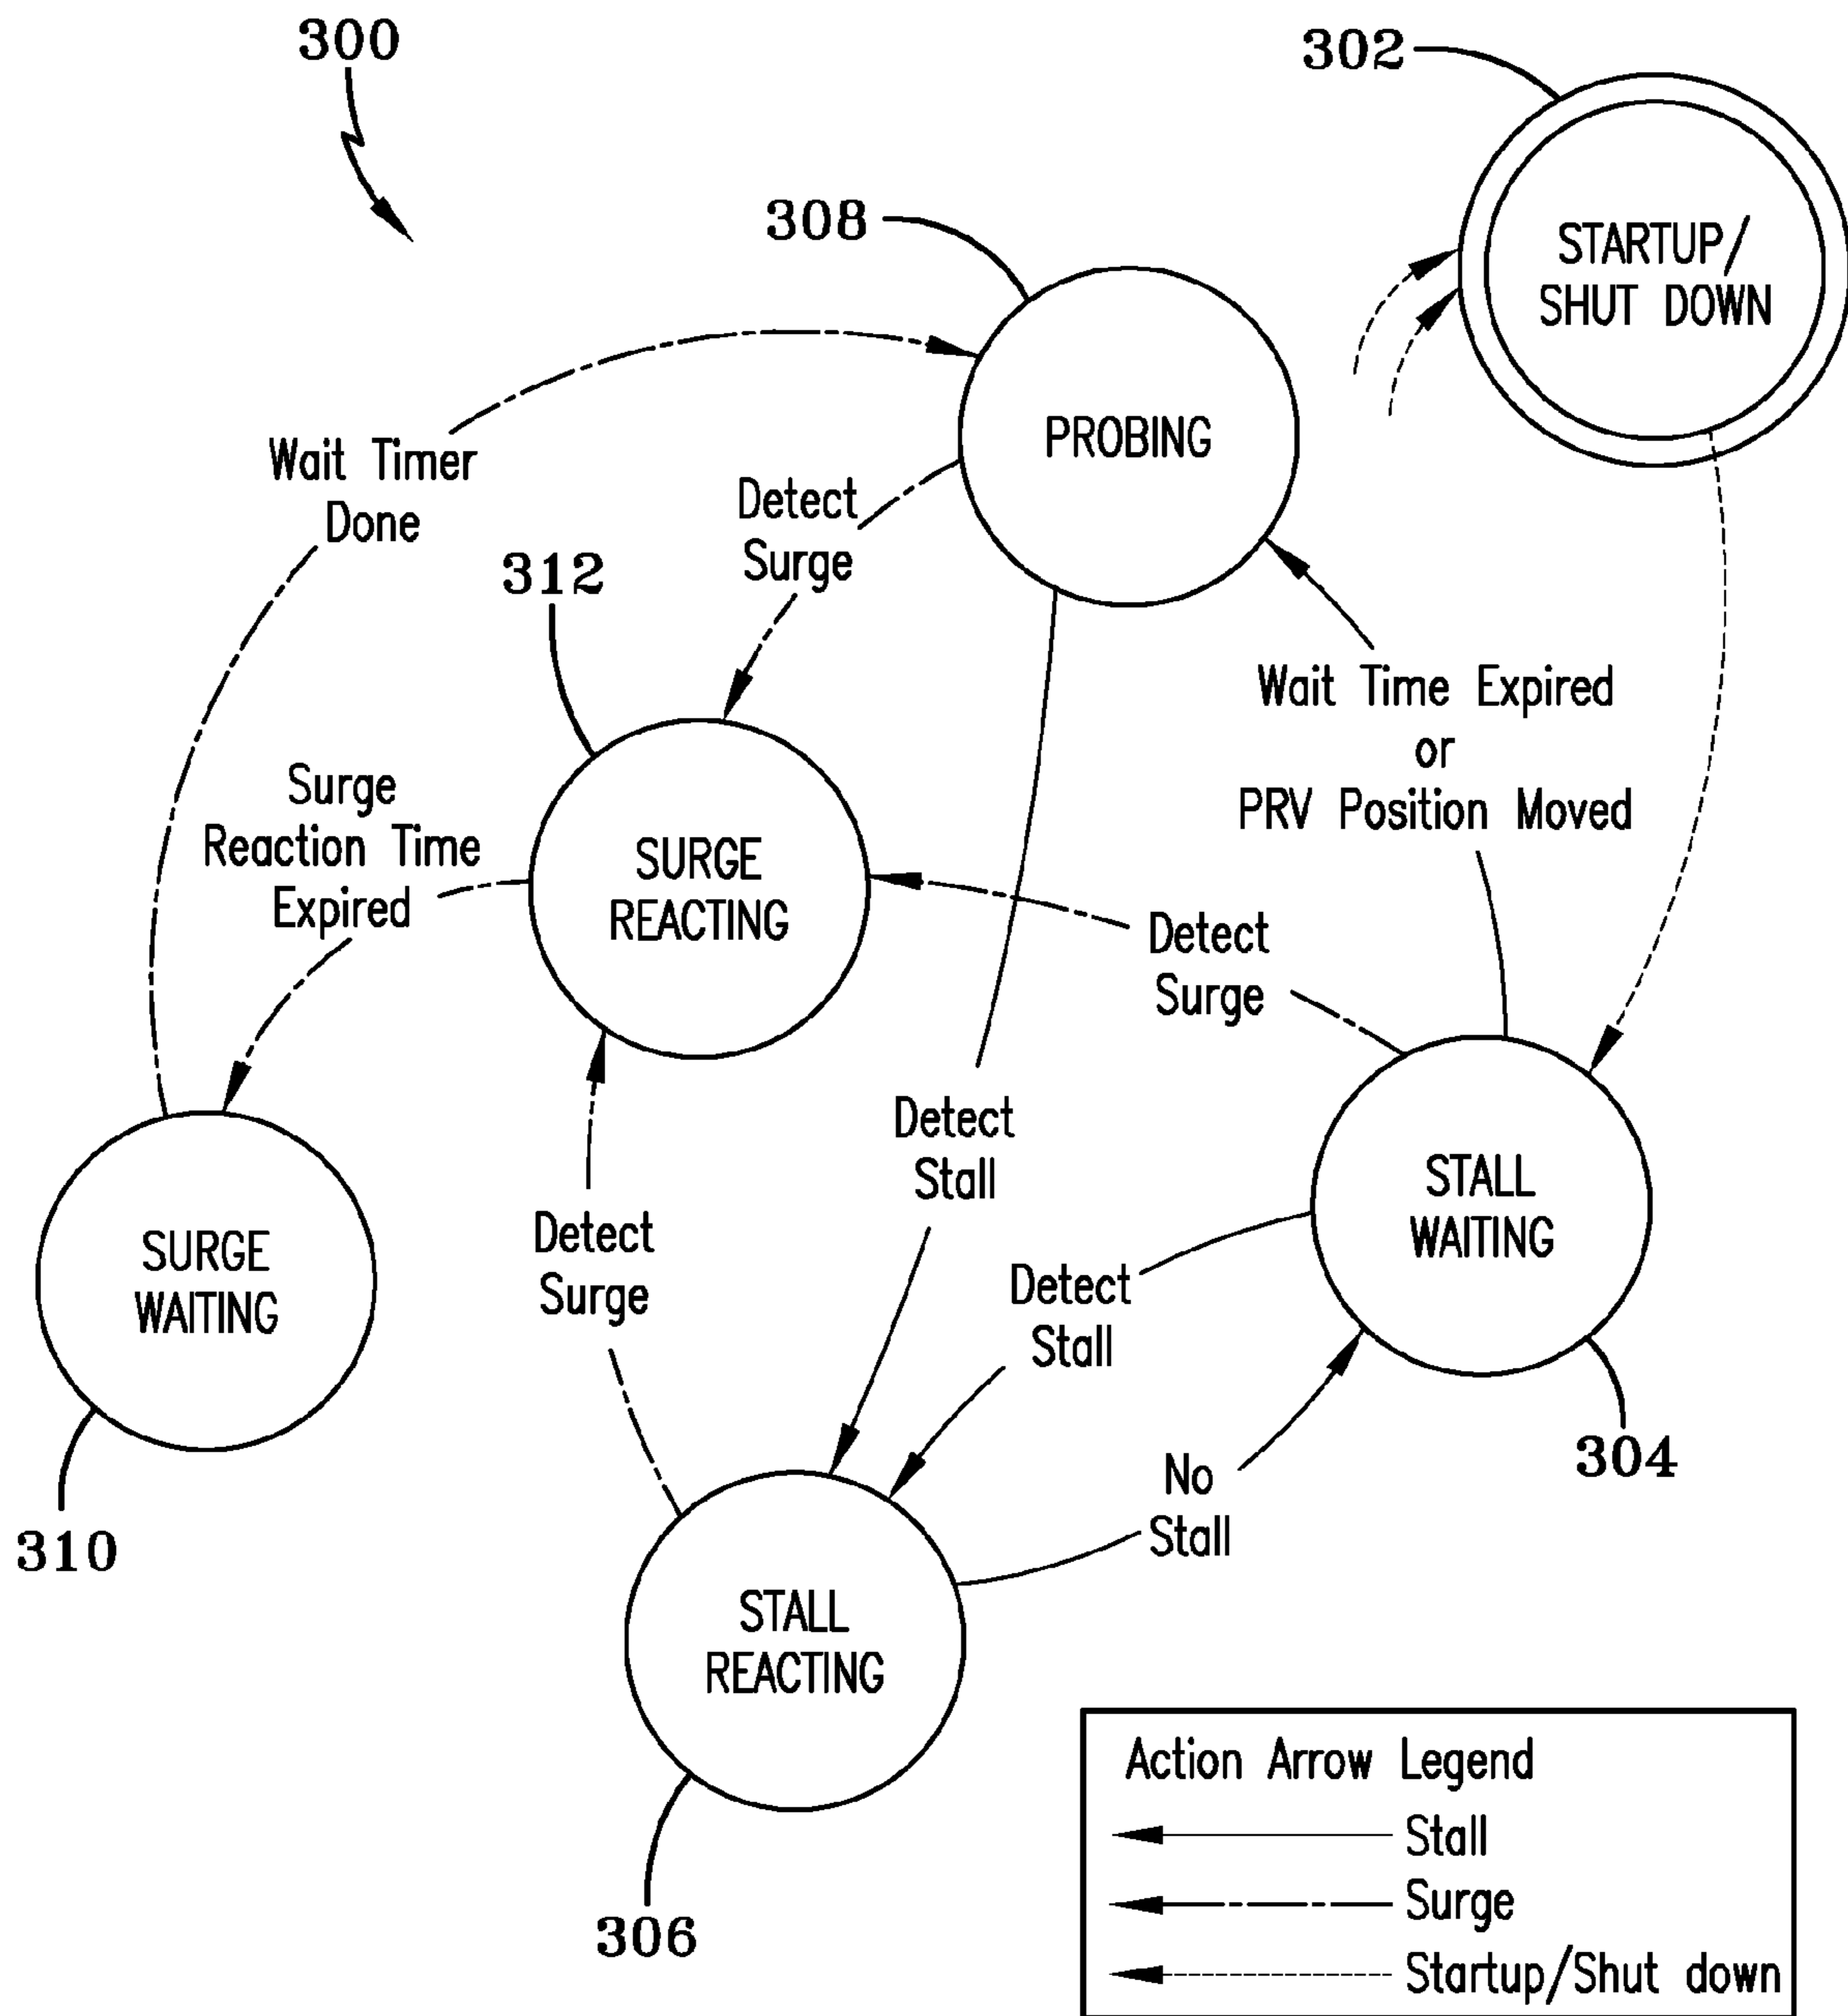 300
302
308
STARTUP/
SHUT DOWN
PROBING
Wait Timer
Done
Detect
Surge
312
Wait Time Expired
or
PRV Position Moved
Surge
Reaction Time
Expired
SURGE
REACTING
Detect
Surge
Detect
Stall
STALL
WAITING
Detect
Surge
SURGE
WAITING
Detect
Stall
304
No
Stall
310
STALL
REACTING
306
Action Arrow Legend
Stall
Surge
Startup/Shut down